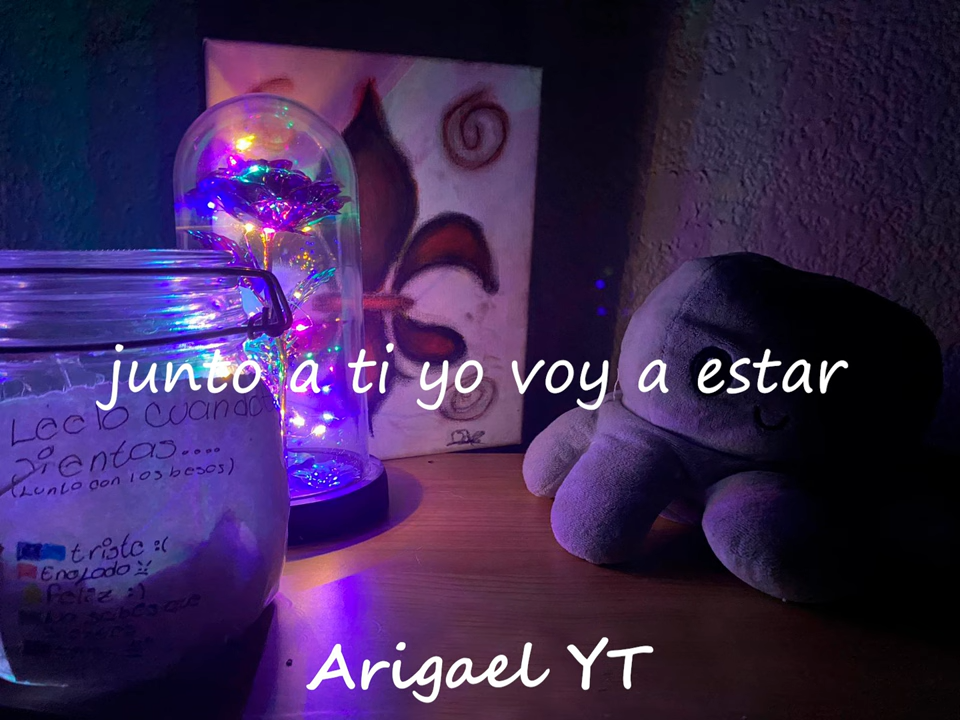 junto a ti yo voy a estar
Leelo cuando
sientas....
(Junto con los besos)
triste :(
Enojado
feliz :)
Arigael YT